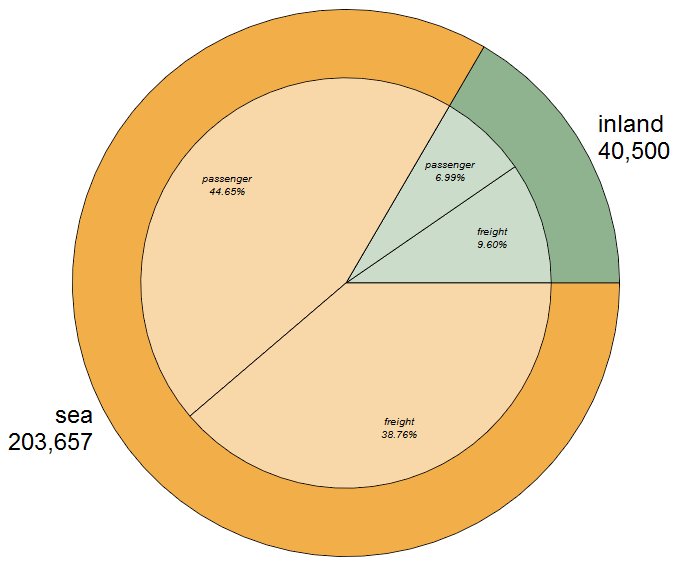 inland
40,500
passenger
6.99%
passenger
44.65%
freight
9.60%
sea
203,657
freight
38.76%